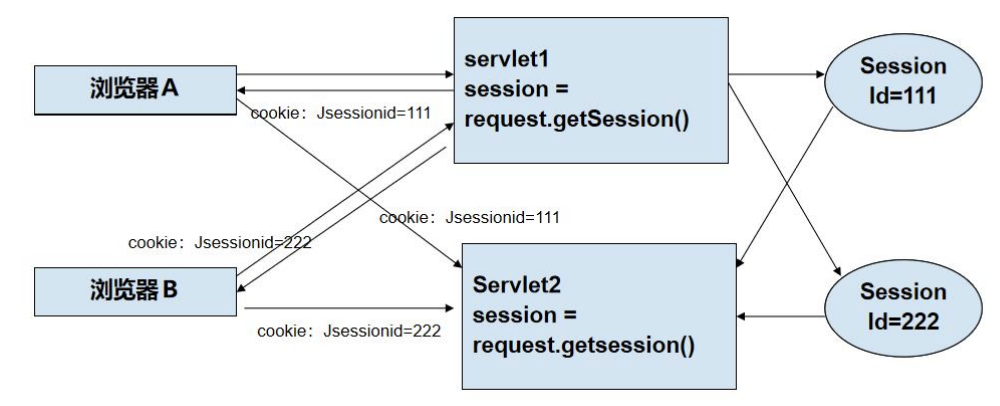 浏览器A
servlet1
session =
request.getSession()
Session
Id=111
cookie：Jsessionid=111
cookie：Jsessionid=111
cookie：Jsessionid=222
浏览器B
Servlet2
session =
request.getsession()
Session
Id=222
cookie：Jsessionid=222